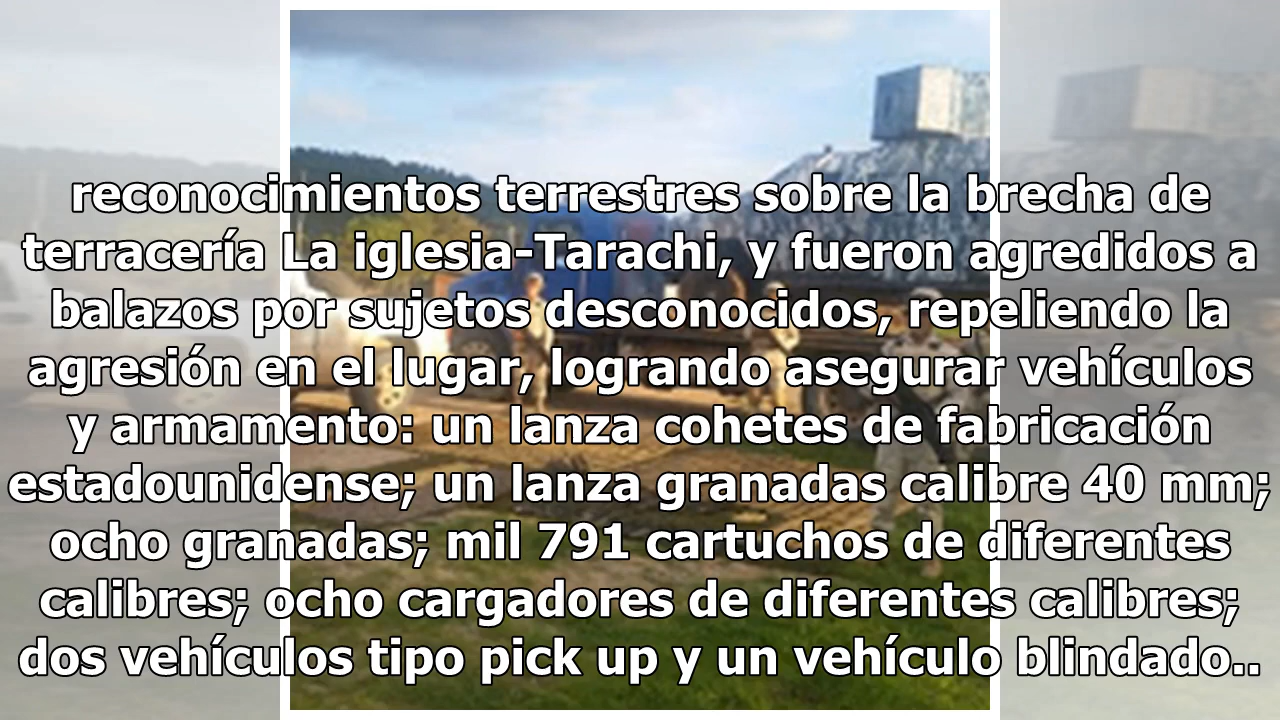 reconocimientos terrestres sobre la brecha de
terracería La iglesia-Tarachi, y fueron agredidos a
balazos por sujetos desconocidos, repeliendo la
agresión en el lugar, logrando asegurar vehículos
y armamento: un lanza cohetes de fabricación
estadounidense; un lanza granadas calibre 40 mm;
ocho granadas; mil 791 cartuchos de diferentes
calibres; ocho cargadores de diferentes calibres;
dos vehículos tipo pick up y un vehículo blindado..